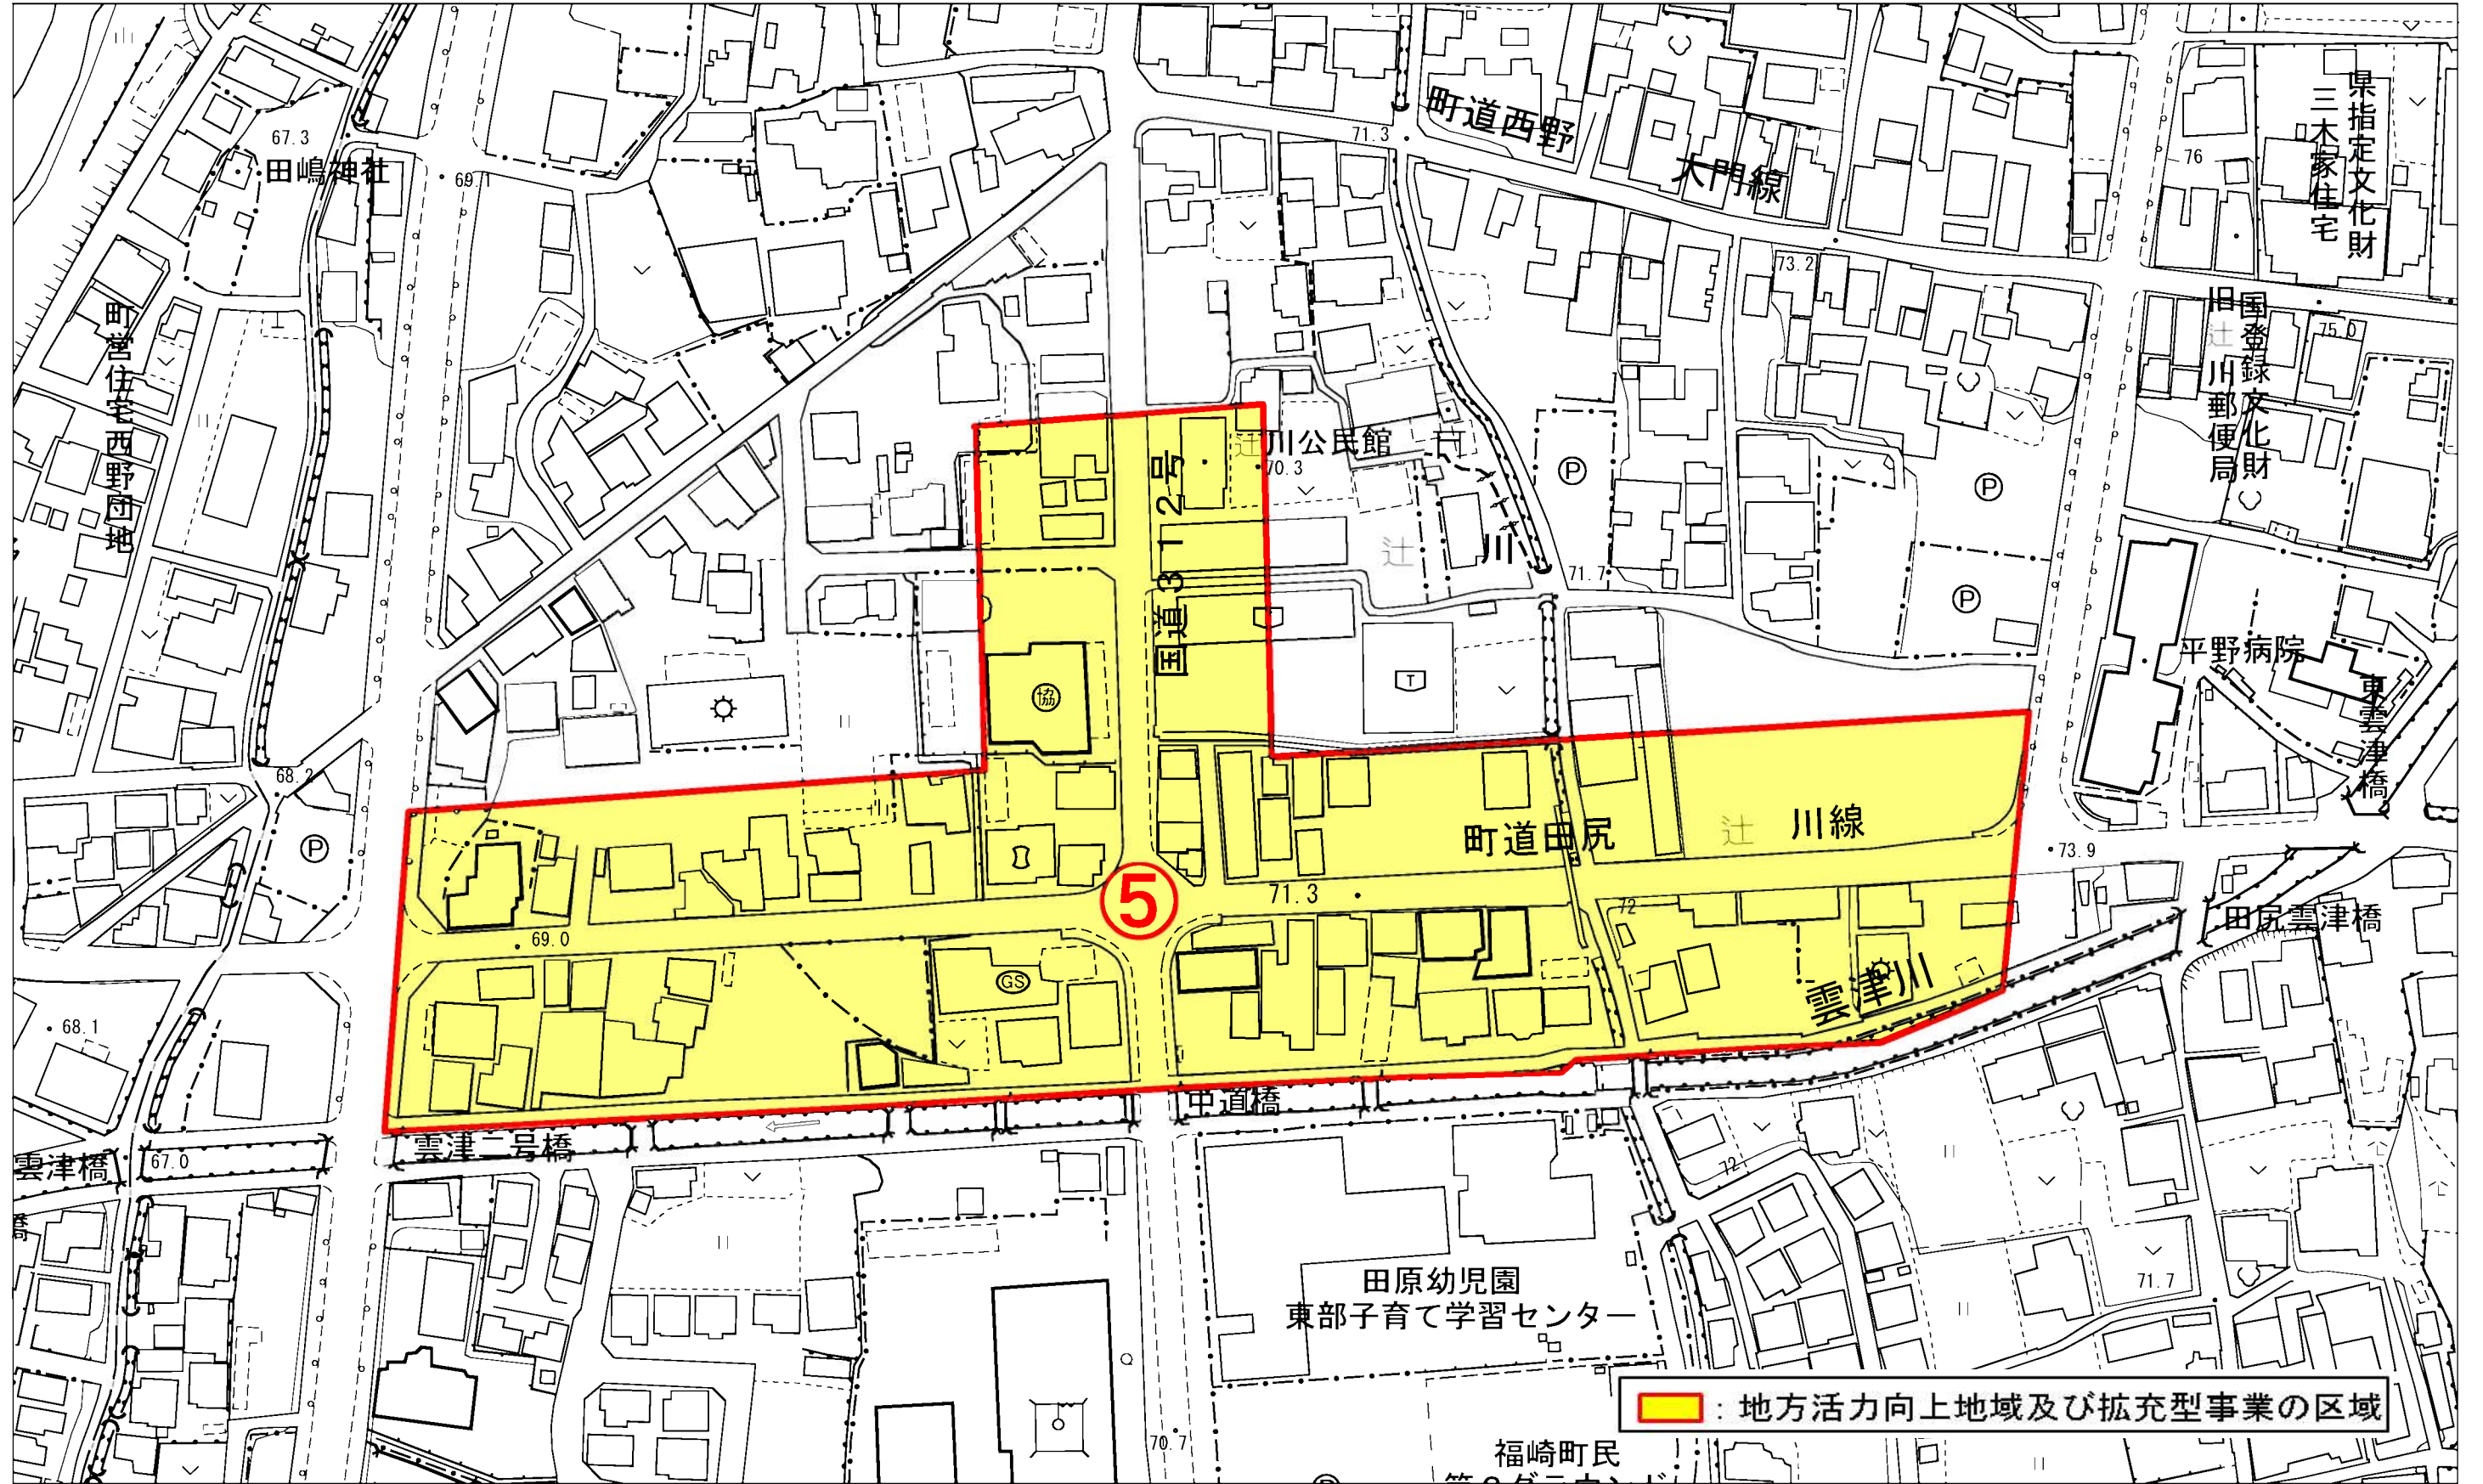 町道西野
大門線
71.3
県指定文化財
三木家住宅
67.3
田嶋神社
69.1
76
73.2
国登録文化財
旧辻川郵便局
75.0
町営住宅西野団地
辻川公民館
70.3
国道312号
辻川
71.7
P
P
P
平野病院
東雲津橋
協
T
68.2
P
町道田尻辻川線
73.9
71.3
⑤
72
田尻雲津橋
69.0
GS
雲津川
68.1
中道橋
雲津二号橋
雲津橋
67.0
橋
72
田原幼児園
東部子育て学習センター
71.7
：地方活力向上地域及び拡充型事業の区域
70.7
福崎町民